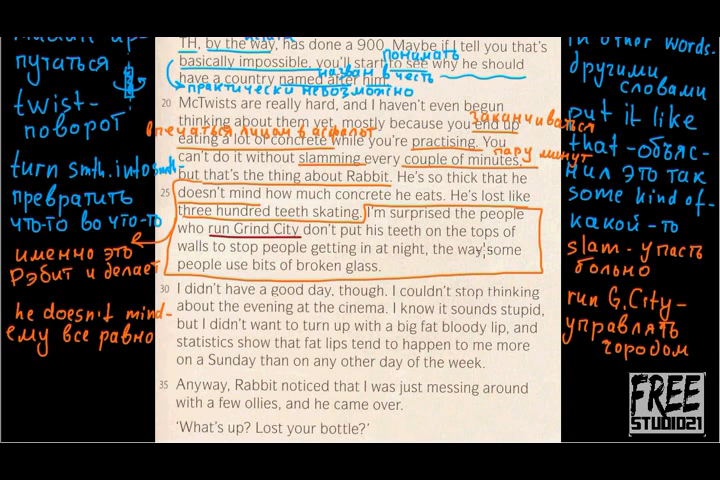 пучаться
twist-
поворот
turn smth. into smth-
превратить
что-то во что-то
именно это
Рэбит и делает
he doesn't mind-
ему все равно
TH, by the way, has done a 900. Maybe if I tell you that's
понимать
basically impossible, you'll start to see why he should
назван в честь
have a country named after him.
практически невозможно
20 McTwists are really hard, and I haven't even begun
заканчиваться
thinking about them yet, mostly because you end up
впечаться лицом в асфальт
eating a lot of concrete while you're practising. You
пару минут
can't do it without slamming every couple of minutes,
but that's the thing about Rabbit. He's so thick that he
25 doesn't mind how much concrete he eats. He's lost like
three hundred teeth skating. I'm surprised the people
who run Grind City don't put his teeth on the tops of
walls to stop people getting in at night, the way some
people use bits of broken glass.
30 I didn't have a good day, though. I couldn't stop thinking
about the evening at the cinema. I know it sounds stupid,
but I didn't want to turn up with a big fat bloody lip, and
statistics show that fat lips tend to happen to me more
on a Sunday than on any other day of the week.
35 Anyway, Rabbit noticed that I was just messing around
with a few ollies, and he came over.
'What's up? Lost your bottle?'
in other words-
другими
словами
put it like
that - объяс-
нил это так
some kind of-
какой-то
slam - упасть
больно
run G.City-
управлять
городом
FREE
STUDIO21